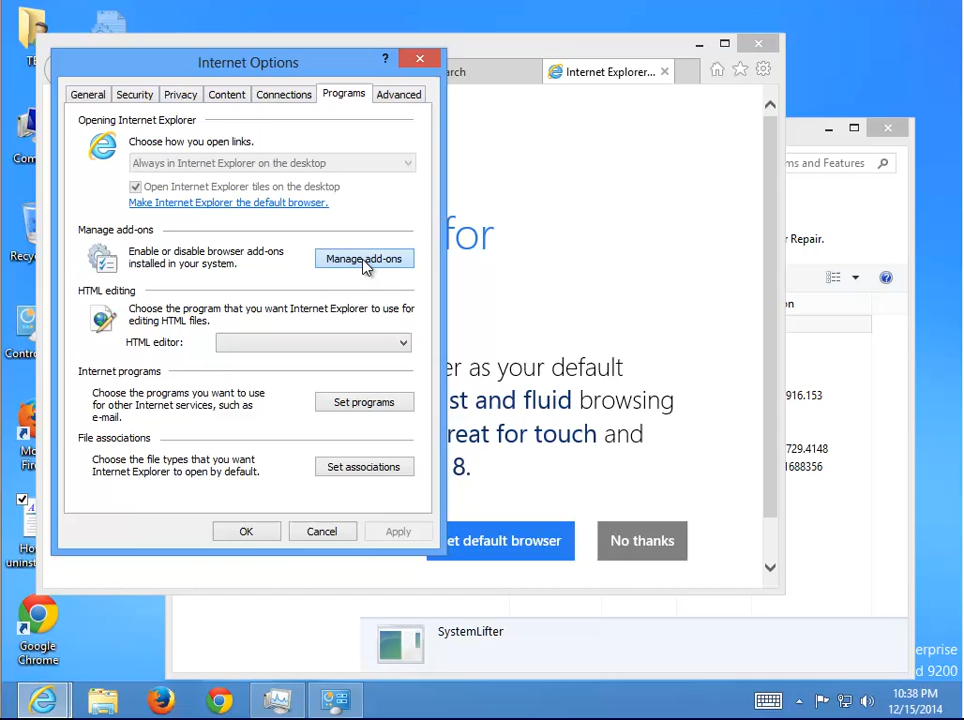 Internet Options
?
General
Security
Privacy
Content
Connections
Programs
Advanced
Opening Internet Explorer
Choose how you open links.
Always in Internet Explorer on the desktop
Open Internet Explorer tiles on the desktop
Make Internet Explorer the default browser.
Manage add-ons
Enable or disable browser add-ons
installed in your system.
Manage add-ons
HTML editing
Choose the program that you want Internet Explorer to use for
editing HTML files.
HTML editor:
Internet programs
Choose the programs you want to use
for other Internet services, such as
e-mail.
Set programs
File associations
Choose the file types that you want
Internet Explorer to open by default.
Set associations
OK
Cancel
Apply
arch
Internet Explorer...
for
er as your default
st and fluid browsing
reat for touch and
8.
et default browser
No thanks
ms and Features
r Repair.
on
916.153
729.4148
1688356
SystemLifter
TE
Com
Recy
Contr
Mo
Fir
Ho
unins
Google
Chrome
erprise
d 9200
10:38 PM
12/15/2014